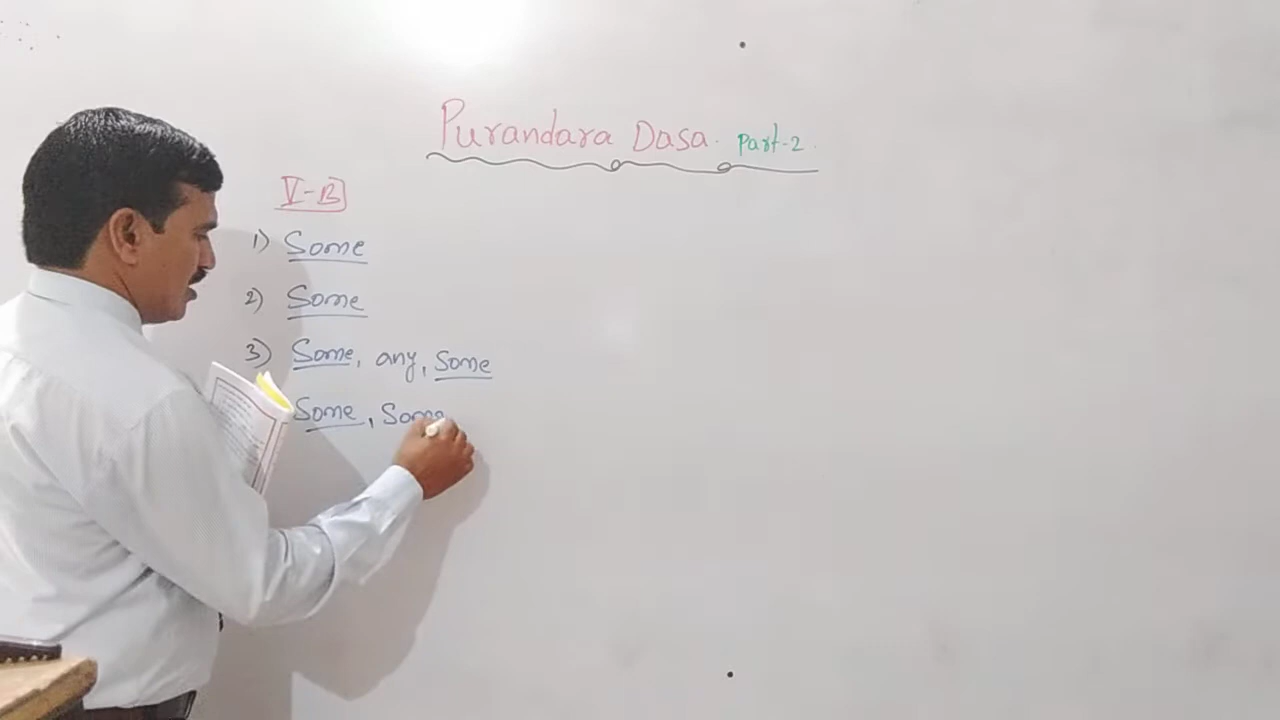 Purandara Dasa. Part-2.
V-B
1) Some
2) Some
3) Some, any, Some
Some, Some